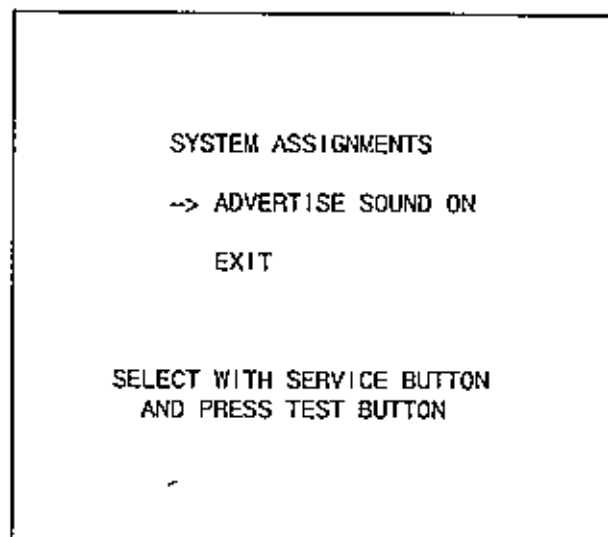 SYSTEM ASSIGNMENTS
--> ADVERTISE SOUND ON
EXIT
SELECT WITH SERVICE BUTTON
AND PRESS TEST BUTTON